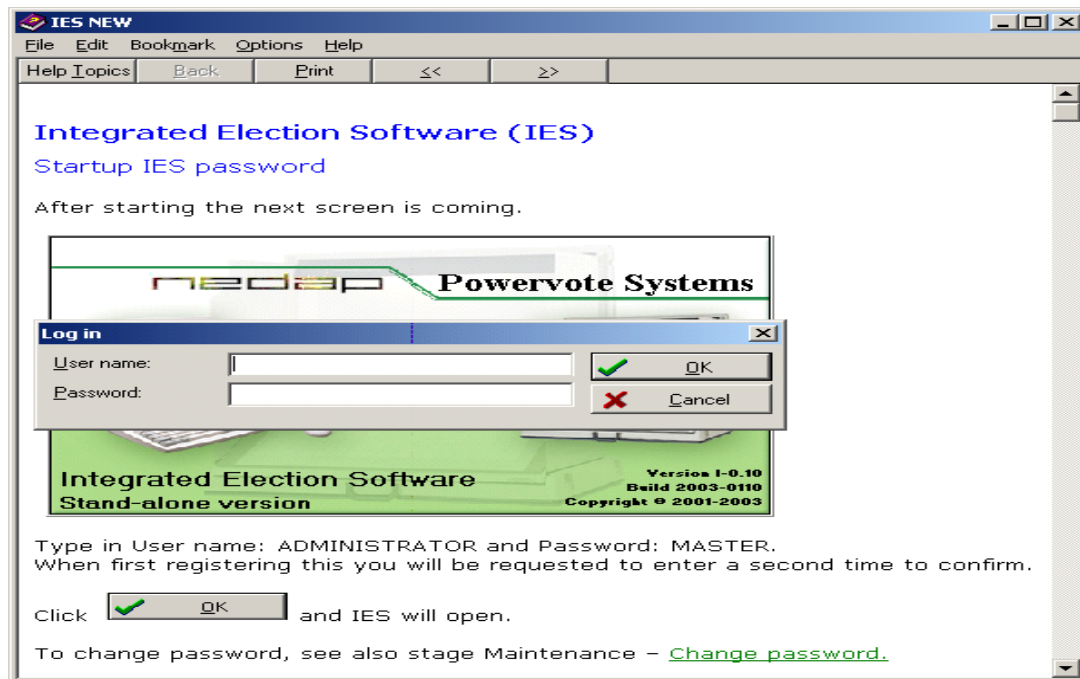 IES NEW
File Edit Bookmark Options Help
Help Topics Back Print << >>
Integrated Election Software (IES)
Startup IES password
After starting the next screen is coming.
nedap Powervote Systems
Log in
User name: OK
Password: Cancel
Integrated Election Software Version I-0.10
Build 2003-0110
Stand-alone version Copyright © 2001-2003
Type in User name: ADMINISTRATOR and Password: MASTER.
When first registering this you will be requested to enter a second time to confirm.
Click OK and IES will open.
To change password, see also stage Maintenance – Change password.